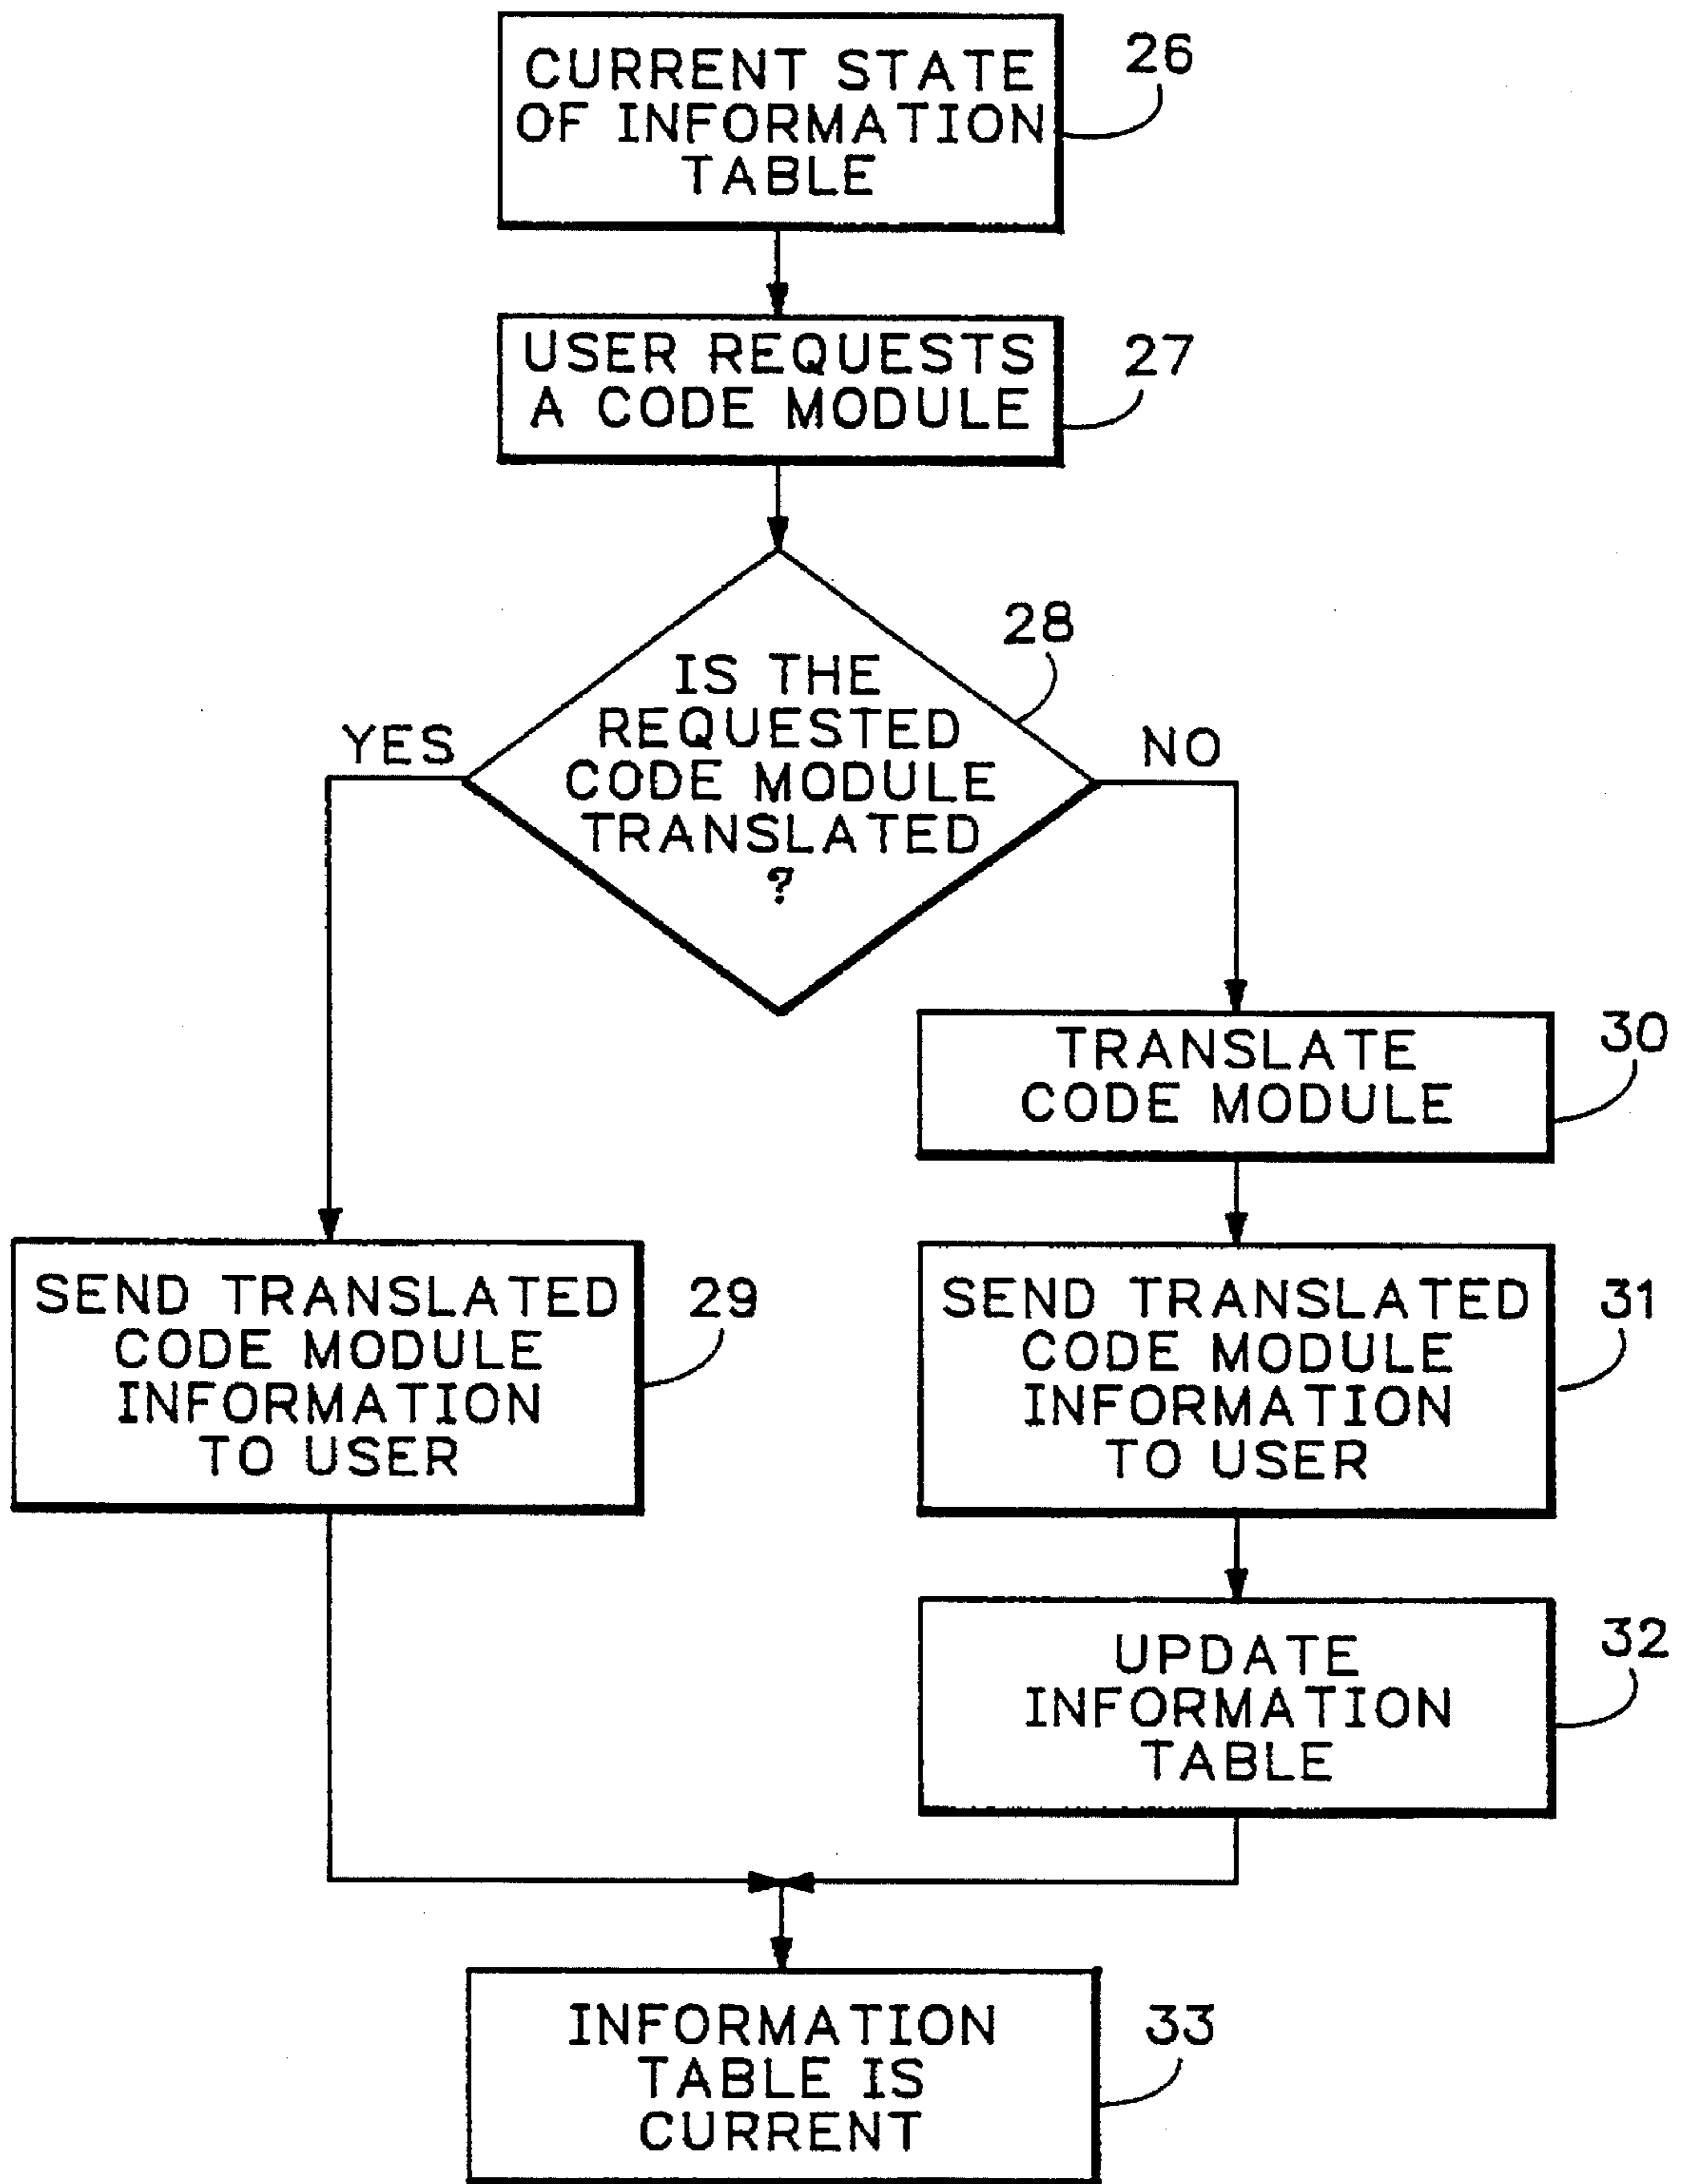 CURRENT STATE
OF INFORMATION
TABLE
26
USER REQUESTS
A CODE MODULE
27
IS THE
REQUESTED
CODE MODULE
TRANSLATED
?
28
YES
NO
TRANSLATE
CODE MODULE
30
SEND TRANSLATED
CODE MODULE
INFORMATION
TO USER
29
SEND TRANSLATED
CODE MODULE
INFORMATION
TO USER
31
UPDATE
INFORMATION
TABLE
32
INFORMATION
TABLE IS
CURRENT
33